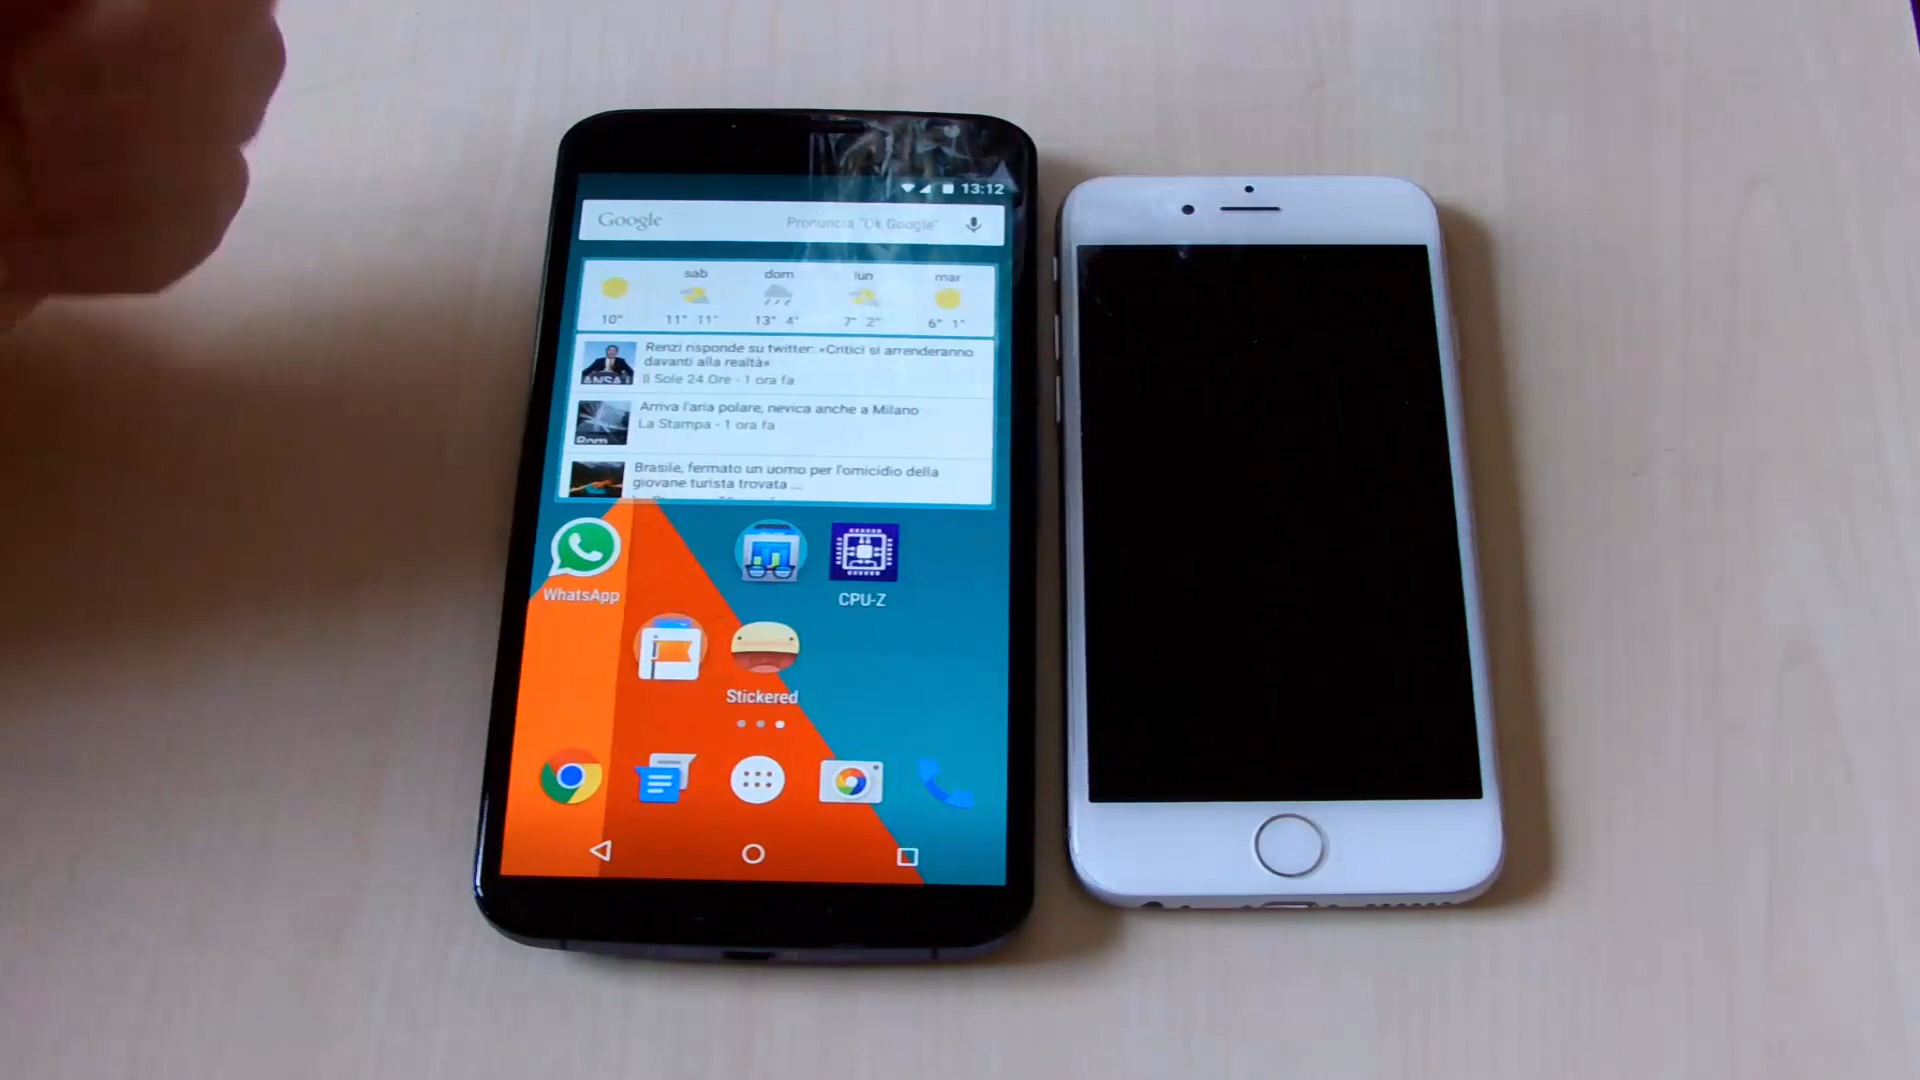 13:12
Google Pronuncia "Ok Google"
sab dom lun mar
10° 11° 11° 13° 4° 7° 2° 6° 1°
Renzi risponde su twitter: «Critici si arrenderanno
davanti alla realtà»
Il Sole 24 Ore - 1 ora fa
ANSA
Arriva l'aria polare, nevica anche a Milano
La Stampa - 1 ora fa
Brasile, fermato un uomo per l'omicidio della
giovane turista trovata ...
WhatsApp
CPU-Z
Stickered